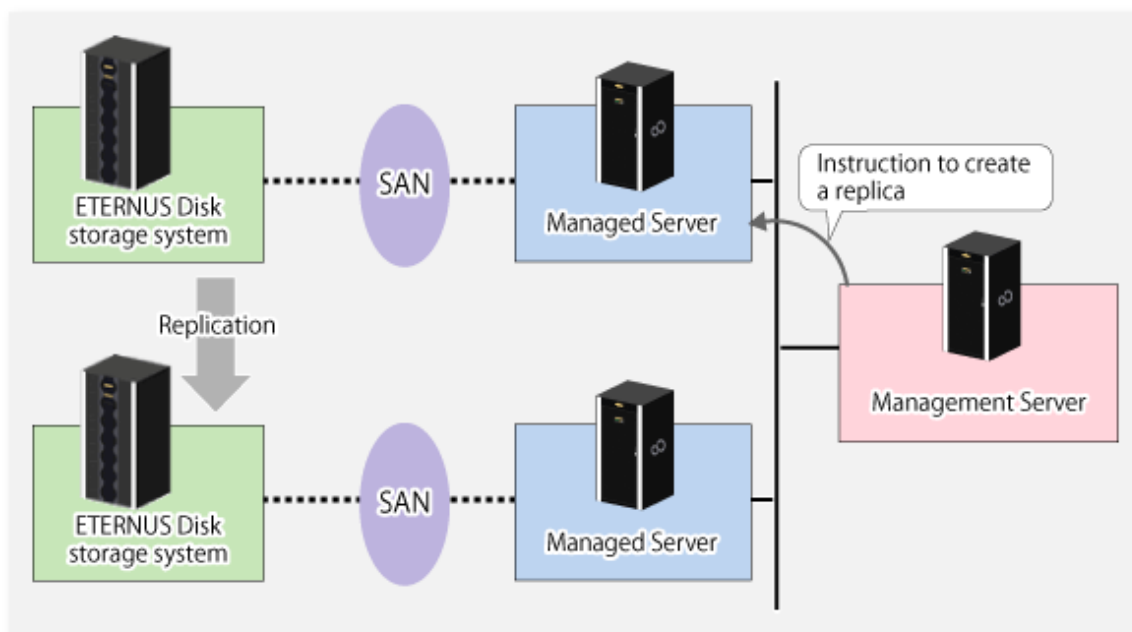 ETERNUS Disk
storage system
SAN
Managed Server
Instruction to create
a replica
Replication
Management Server
ETERNUS Disk
storage system
SAN
Managed Server